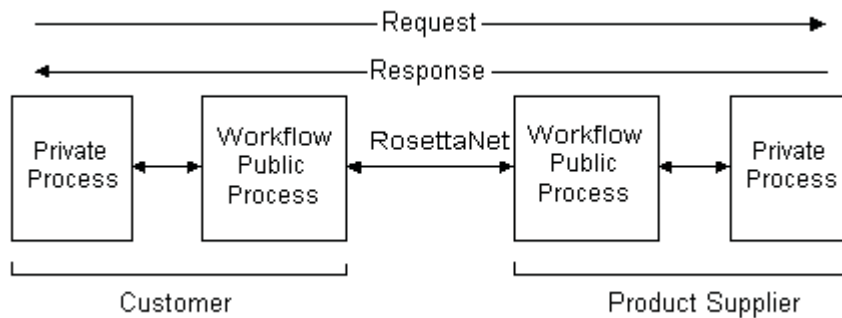 Request
Response
Private
Process
Workflow
Public
Process
RosettaNet
Workflow
Public
Process
Private
Process
Customer
Product Supplier